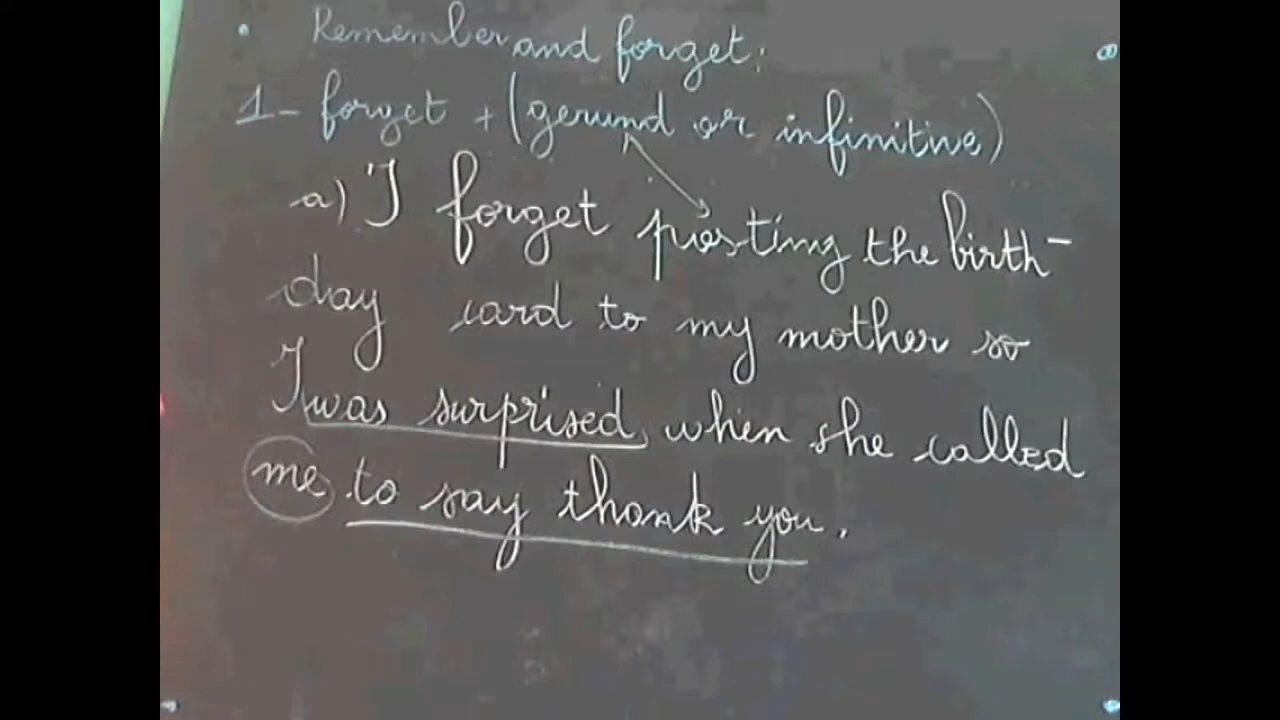 • Remember and forget:
1- forget + (gerund or infinitive)
a) I forget posting the birth-
day card to my mother so
I was surprised, when she called
me to say thank you.